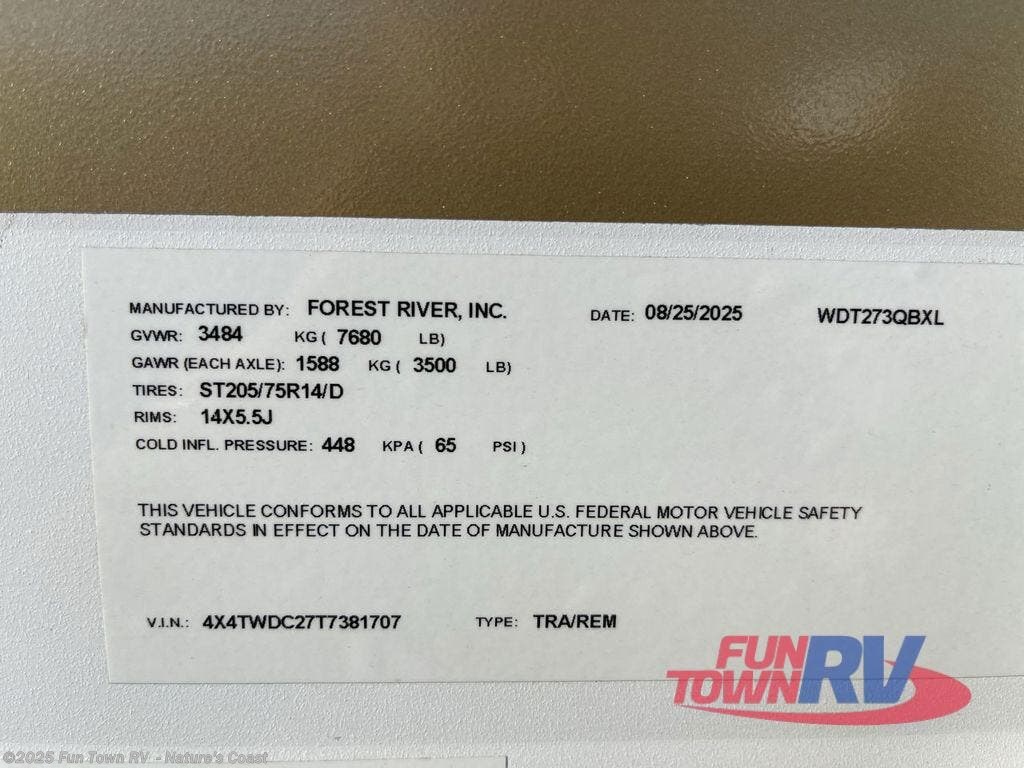 MANUFACTURED BY: FOREST RIVER, INC. DATE: 08/25/2025 WDT273QBXL
GVWR: 3484 KG ( 7680 LB)
GAWR (EACH AXLE): 1588 KG ( 3500 LB)
TIRES: ST205/75R14/D
RIMS: 14X5.5J
COLD INFL. PRESSURE: 448 KPA ( 65 PSI )
THIS VEHICLE CONFORMS TO ALL APPLICABLE U.S. FEDERAL MOTOR VEHICLE SAFETY
STANDARDS IN EFFECT ON THE DATE OF MANUFACTURE SHOWN ABOVE.
V.I.N.: 4X4TWDC27T7381707 TYPE: TRA/REM
FUN TOWN RV
©2025 Fun Town RV - Nature's Coast